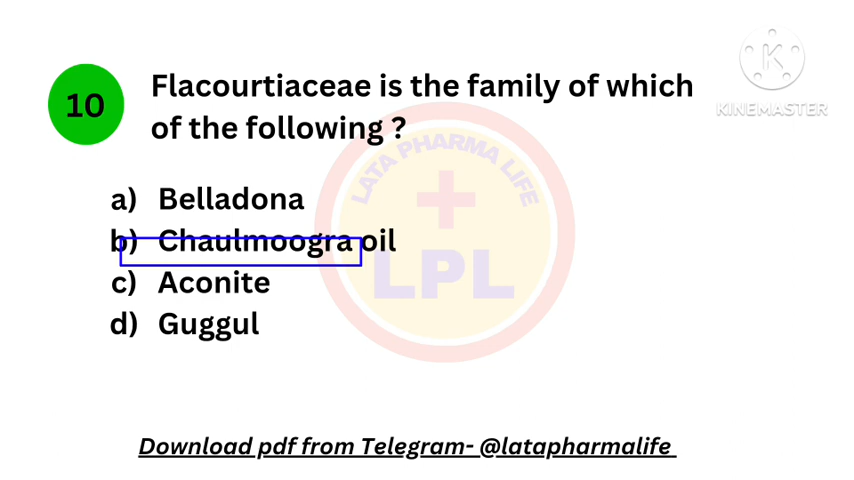 10
Flacourtiaceae is the family of which
of the following ?
a) Belladona
b) Chaulmoogra oil
c) Aconite
d) Guggul
LATA PHARMA LIFE
LPL
K
KINEMASTER
Download pdf from Telegram- @latapharmalife